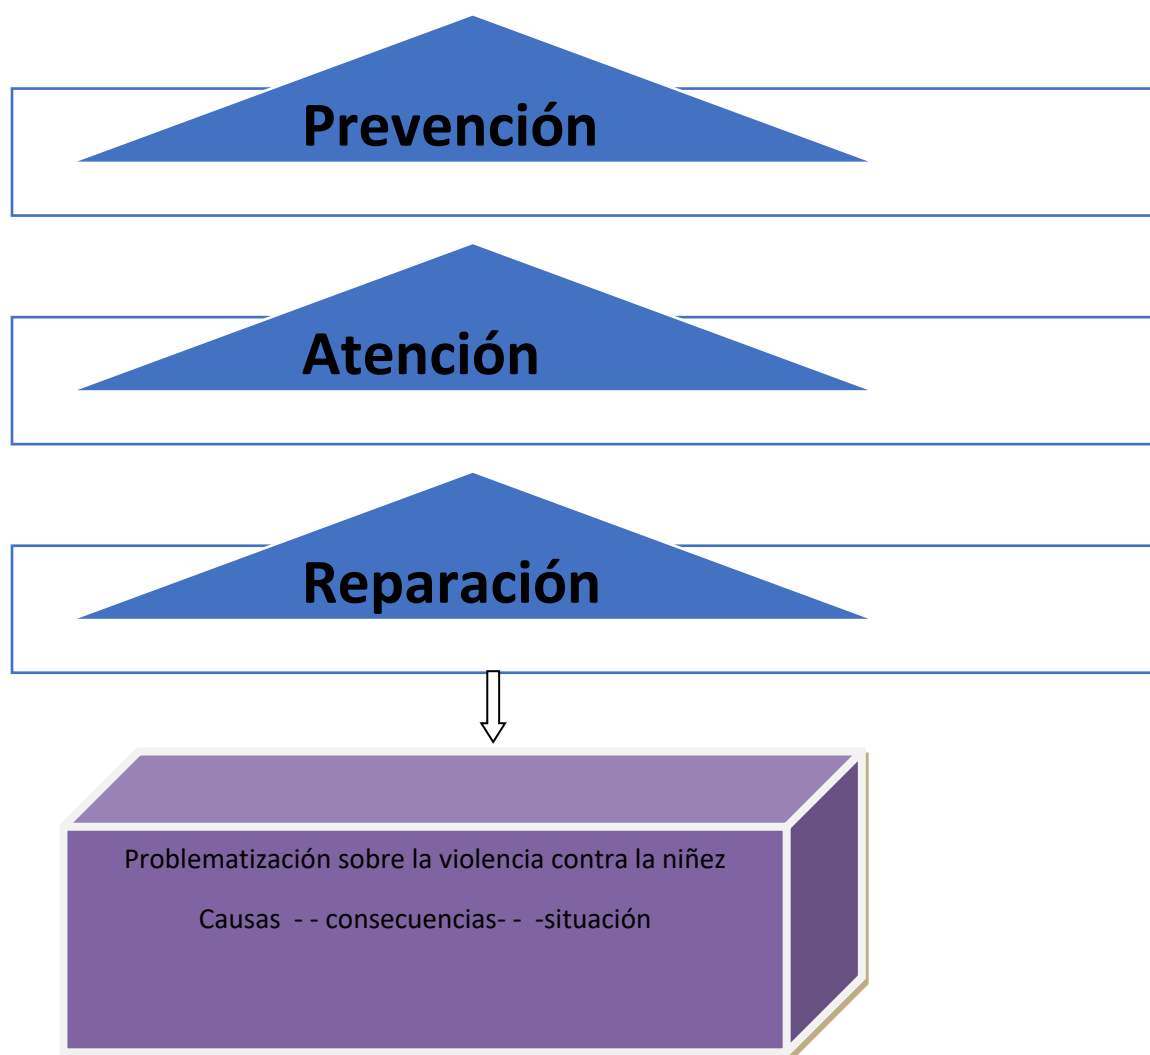 Prevención
Atención
Reparación
Problematización sobre la violencia contra la niñez
Causas - - consecuencias- - -situación